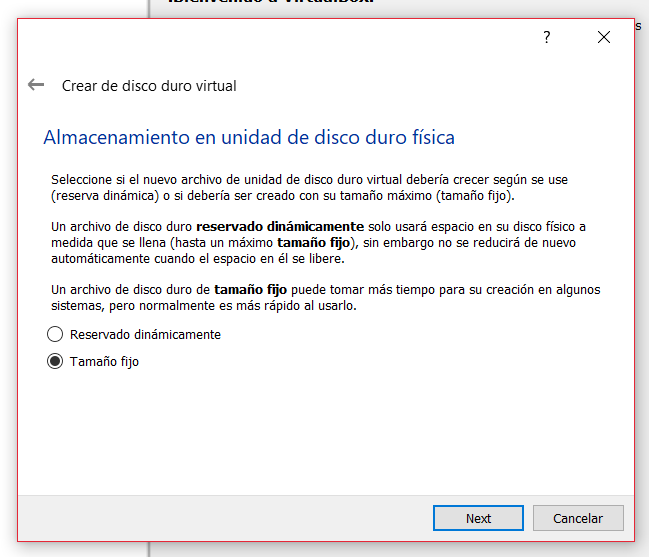 ¡Bienvenido a VirtualBox!
s
?
Crear de disco duro virtual
Almacenamiento en unidad de disco duro física
Seleccione si el nuevo archivo de unidad de disco duro virtual debería crecer según se use
(reserva dinámica) o si debería ser creado con su tamaño máximo (tamaño fijo).
Un archivo de disco duro reservado dinámicamente solo usará espacio en su disco físico a
medida que se llena (hasta un máximo tamaño fijo), sin embargo no se reducirá de nuevo
automáticamente cuando el espacio en él se libere.
Un archivo de disco duro de tamaño fijo puede tomar más tiempo para su creación en algunos
sistemas, pero normalmente es más rápido al usarlo.
Reservado dinámicamente
Tamaño fijo
Next
Cancelar